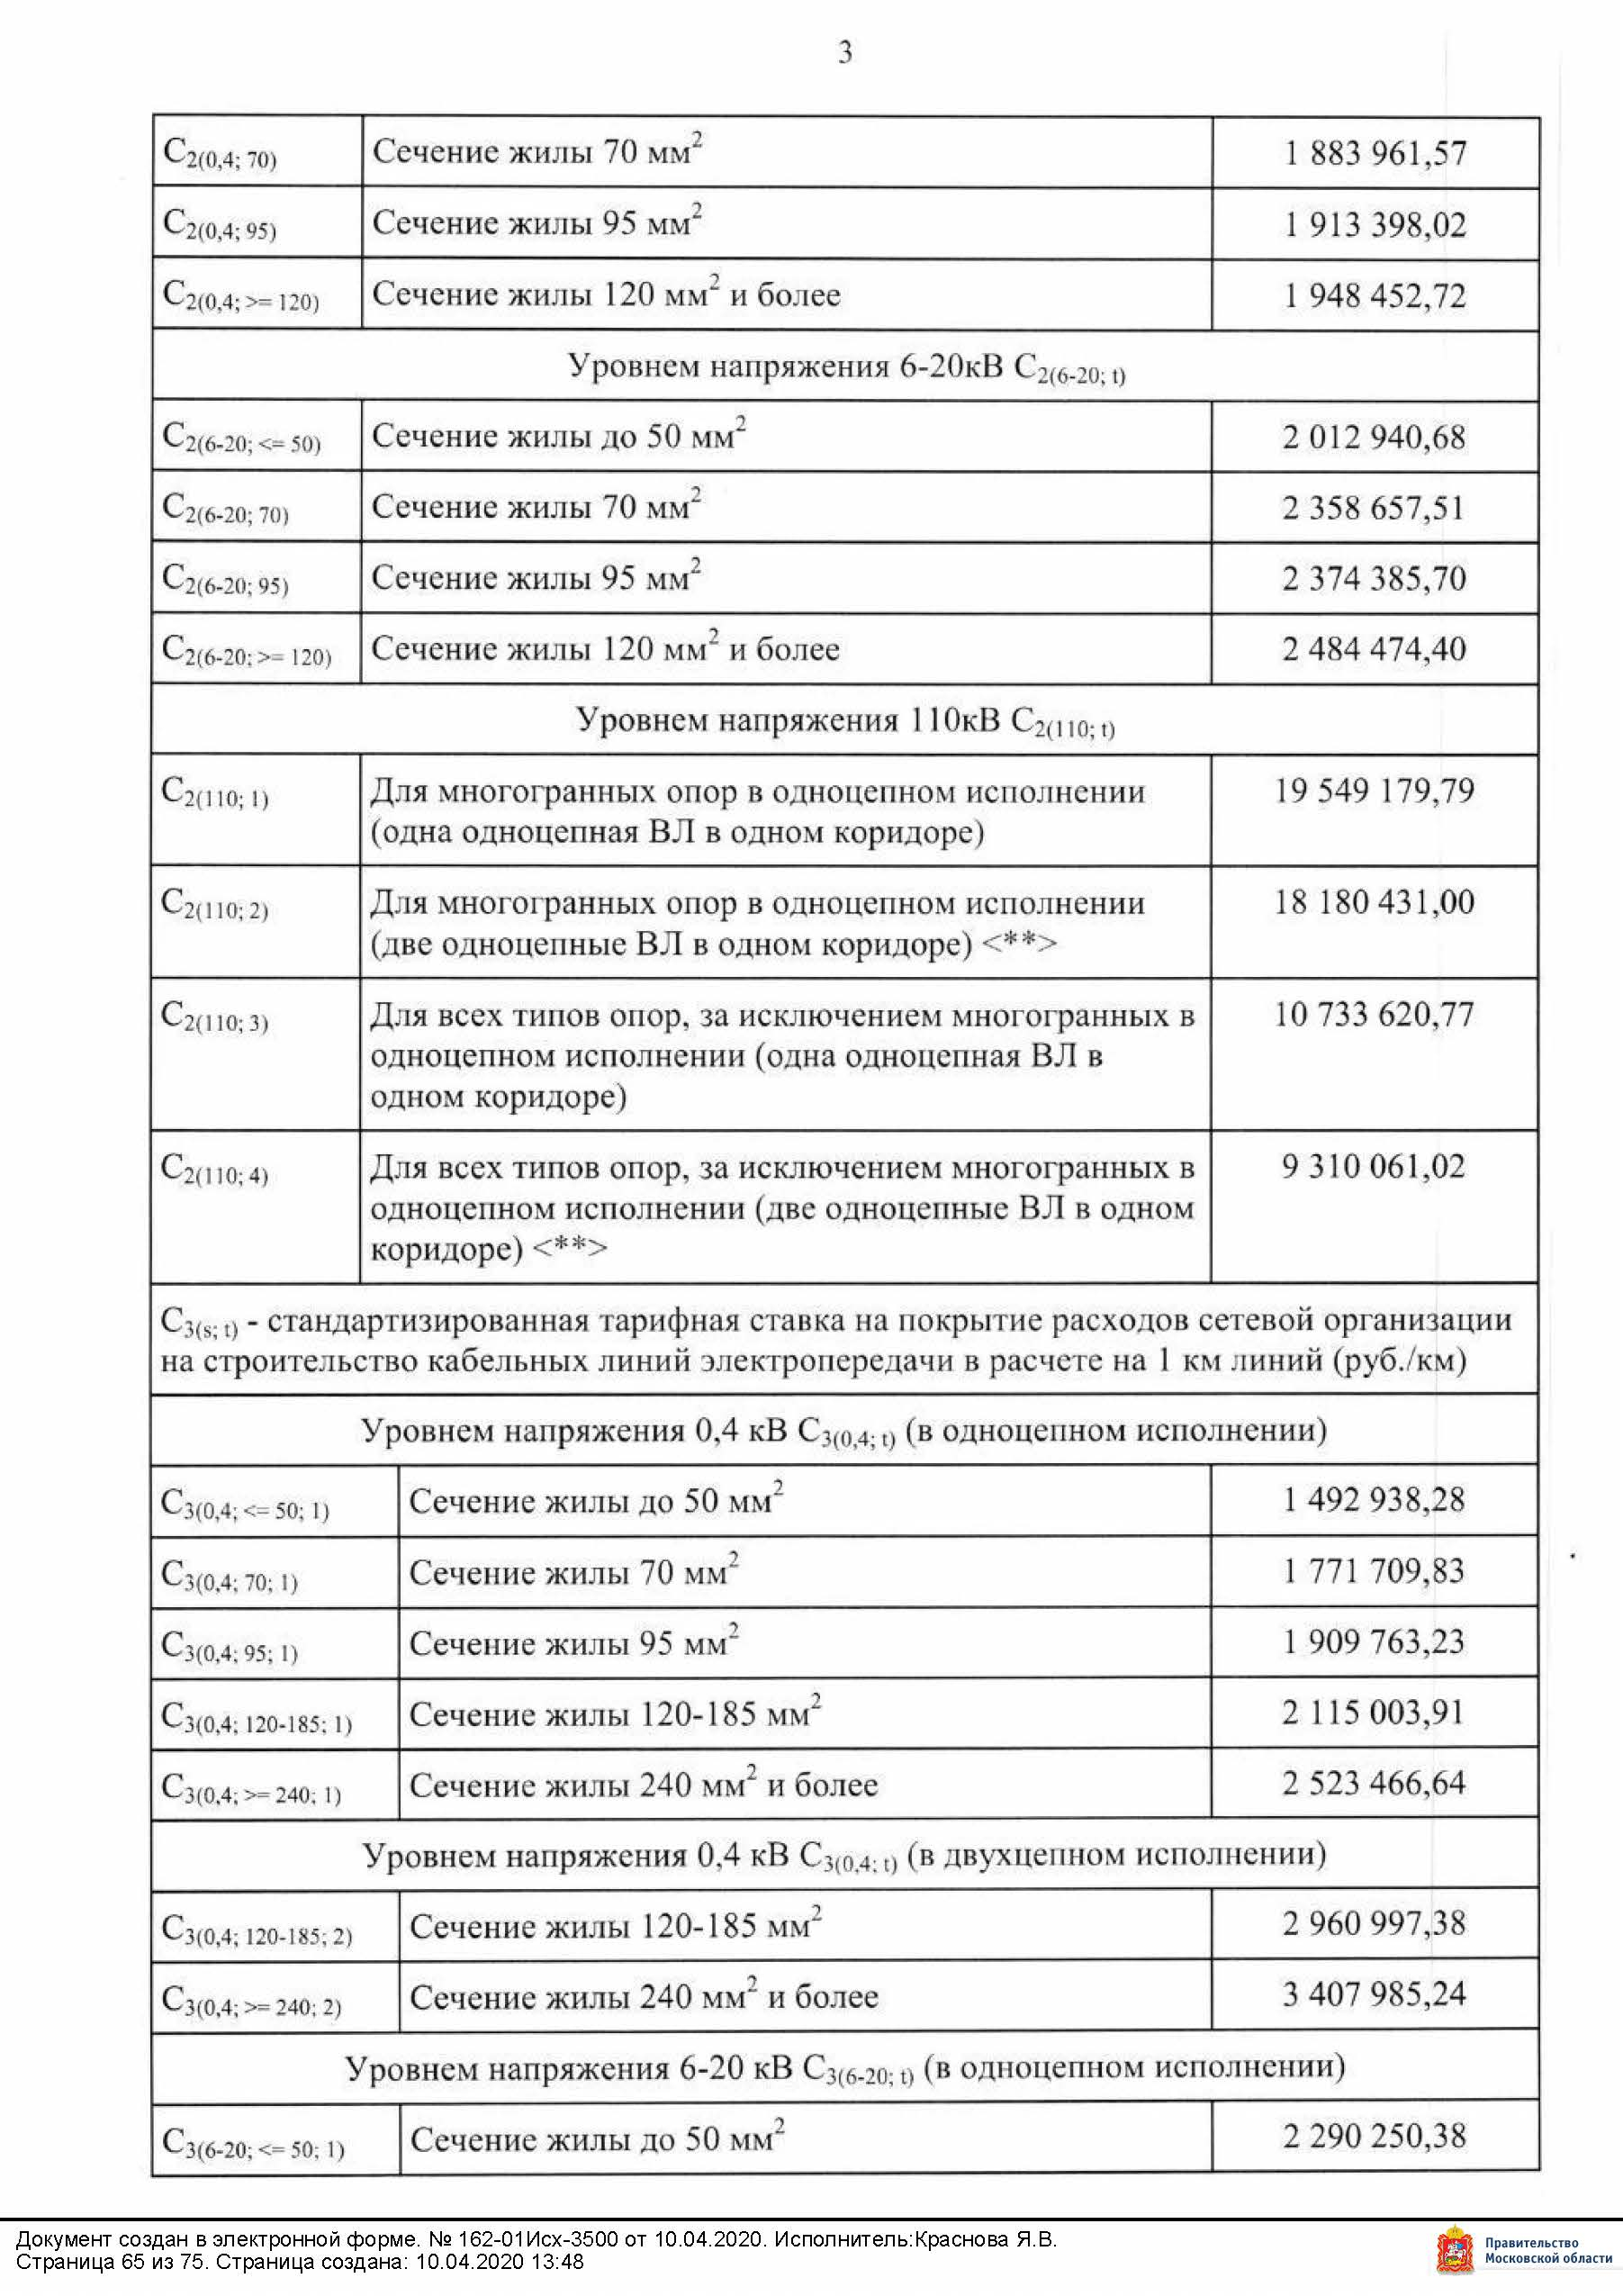 3
C2(0,4; 70) Сечение жилы 70 мм2 1 883 961,57
C2(0,4; 95) Сечение жилы 95 мм2 1 913 398,02
C2(0,4; >= 120) Сечение жилы 120 мм2 и более 1 948 452,72
Уровнем напряжения 6-20кВ C2(6-20; t)
C2(6-20; <= 50) Сечение жилы до 50 мм2 2 012 940,68
C2(6-20; 70) Сечение жилы 70 мм2 2 358 657,51
C2(6-20; 95) Сечение жилы 95 мм2 2 374 385,70
C2(6-20; >= 120) Сечение жилы 120 мм2 и более 2 484 474,40
Уровнем напряжения 110кВ C2(110; t)
C2(110; 1) Для многогранных опор в одноцепном исполнении 19 549 179,79
(одна одноцепная ВЛ в одном коридоре)
C2(110; 2) Для многогранных опор в одноцепном исполнении 18 180 431,00
(две одноцепные ВЛ в одном коридоре) <**>
C2(110; 3) Для всех типов опор, за исключением многогранных в 10 733 620,77
одноцепном исполнении (одна одноцепная ВЛ в
одном коридоре)
C2(110; 4) Для всех типов опор, за исключением многогранных в 9 310 061,02
одноцепном исполнении (две одноцепные ВЛ в одном
коридоре) <**>
C3(s; t) - стандартизированная тарифная ставка на покрытие расходов сетевой организации
на строительство кабельных линий электропередачи в расчете на 1 км линий (руб./км)
Уровнем напряжения 0,4 кВ C3(0,4; t) (в одноцепном исполнении)
C3(0,4; <= 50; 1) Сечение жилы до 50 мм2 1 492 938,28
C3(0,4; 70; 1) Сечение жилы 70 мм2 1 771 709,83
C3(0,4; 95; 1) Сечение жилы 95 мм2 1 909 763,23
C3(0,4; 120-185; 1) Сечение жилы 120-185 мм2 2 115 003,91
C3(0,4; >= 240; 1) Сечение жилы 240 мм2 и более 2 523 466,64
Уровнем напряжения 0,4 кВ C3(0,4; t) (в двухцепном исполнении)
C3(0,4; 120-185; 2) Сечение жилы 120-185 мм2 2 960 997,38
C3(0,4; >= 240; 2) Сечение жилы 240 мм2 и более 3 407 985,24
Уровнем напряжения 6-20 кВ C3(6-20; t) (в одноцепном исполнении)
C3(6-20; <= 50; 1) Сечение жилы до 50 мм2 2 290 250,38
Документ создан в электронной форме. № 162-01Исх-3500 от 10.04.2020. Исполнитель:Краснова Я.В.
Страница 65 из 75. Страница создана: 10.04.2020 13:48
Правительство
Московской области